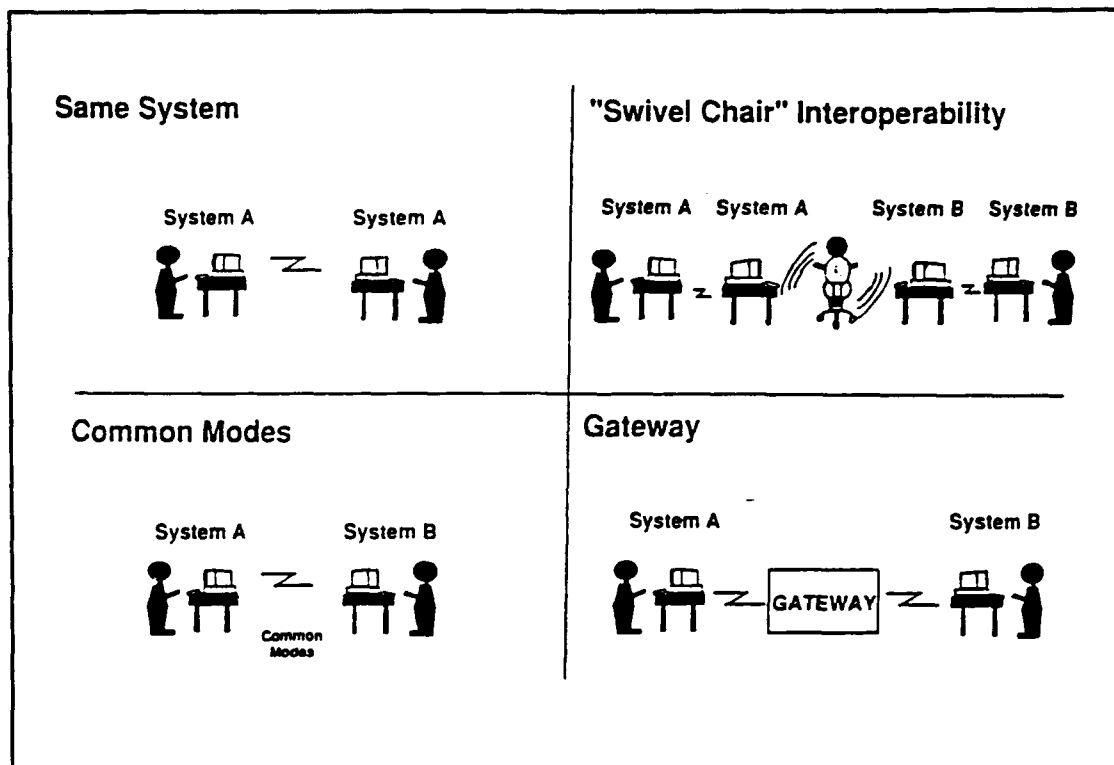 Same System
System A System A
"Swivel Chair" Interoperability
System A System A System B System B
Common Modes
System A System B
Common
Modes
Gateway
System A System B
GATEWAY